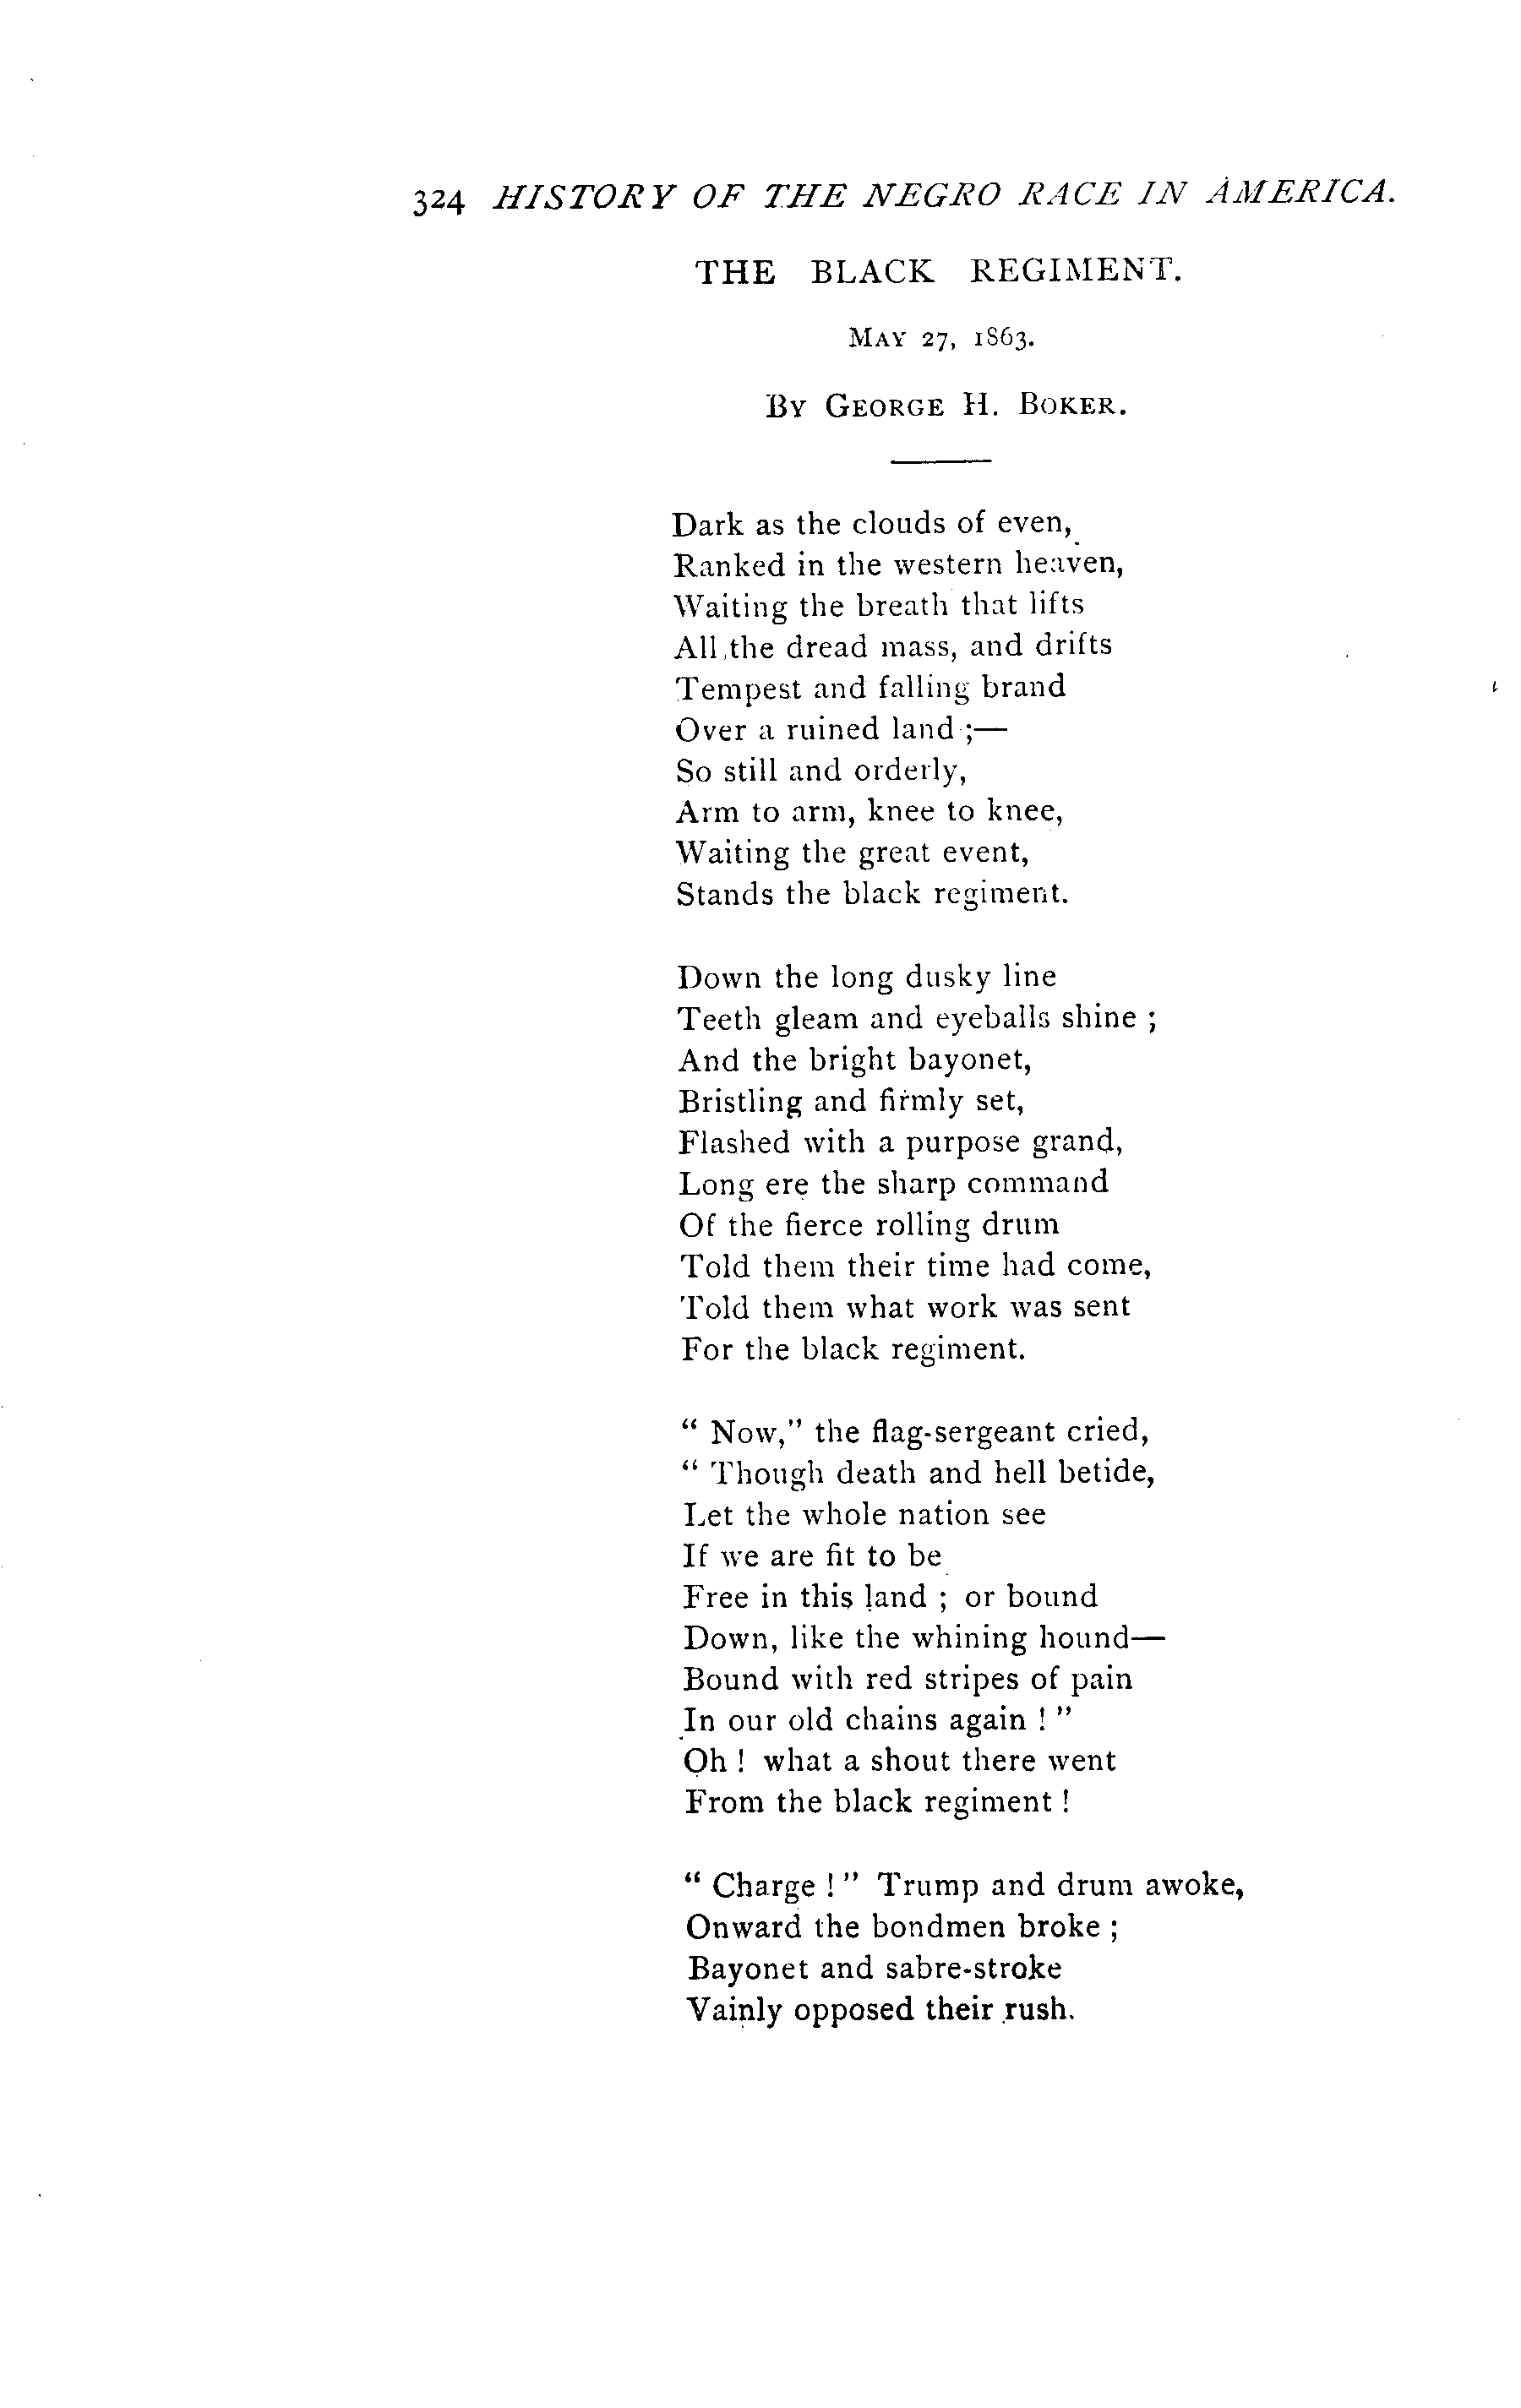 324 HISTORY OF THE NEGRO RACE IN AMERICA.
THE BLACK REGIMENT.
MAY 27, 1863.
BY GEORGE H. BOKER.
Dark as the clouds of even,
Ranked in the western heaven,
Waiting the breath that lifts
All the dread mass, and drifts
Tempest and falling brand
Over a ruined land ;—
So still and orderly,
Arm to arm, knee to knee,
Waiting the great event,
Stands the black regiment.
Down the long dusky line
Teeth gleam and eyeballs shine ;
And the bright bayonet,
Bristling and firmly set,
Flashed with a purpose grand,
Long ere the sharp command
Of the fierce rolling drum
Told them their time had come,
Told them what work was sent
For the black regiment.
" Now," the flag-sergeant cried,
" Though death and hell betide,
Let the whole nation see
If we are fit to be
Free in this land ; or bound
Down, like the whining hound—
Bound with red stripes of pain
In our old chains again ! "
Oh ! what a shout there went
From the black regiment !
" Charge ! " Trump and drum awoke,
Onward the bondmen broke ;
Bayonet and sabre-stroke
Vainly opposed their rush.